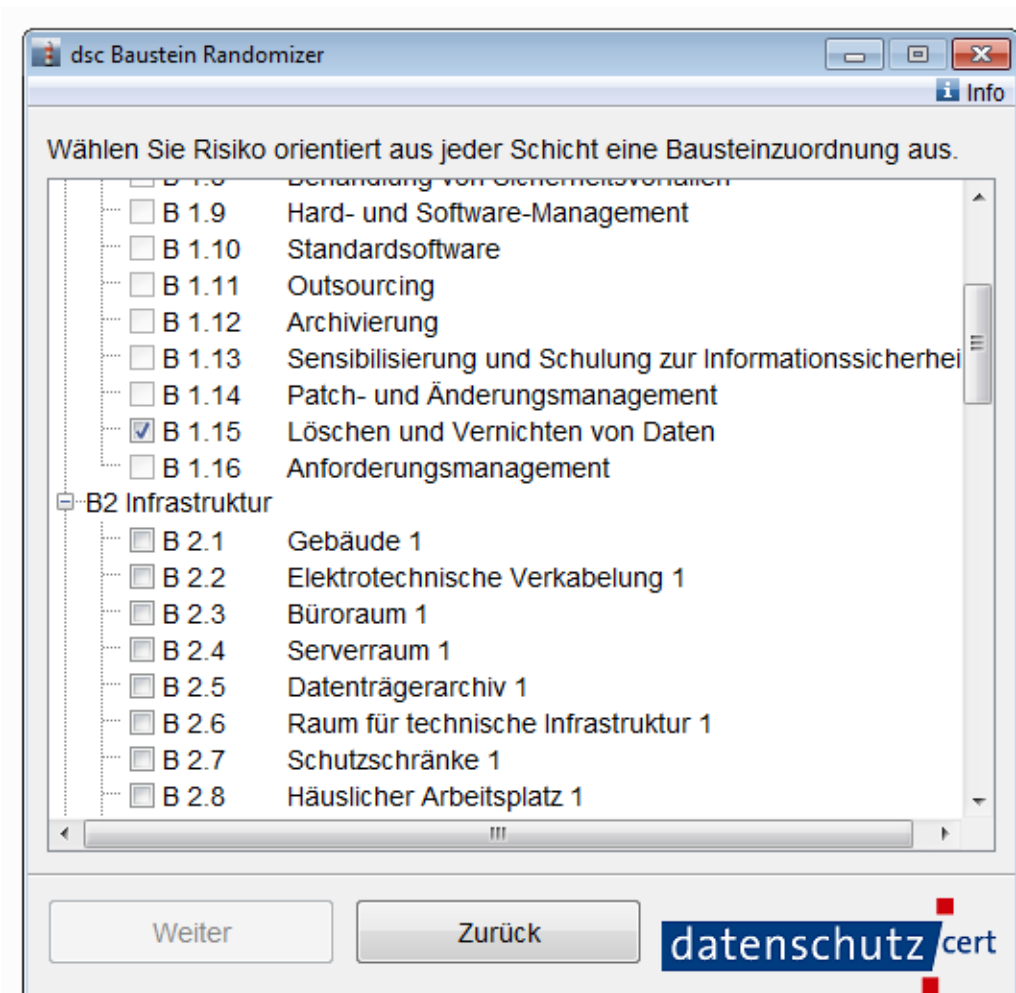 dsc Baustein Randomizer
Info
Wählen Sie Risiko orientiert aus jeder Schicht eine Bausteinzuordnung aus.
Behandlung von Sicherheitsvorfällen
B 1.9 Hard- und Software-Management
B 1.10 Standardsoftware
B 1.11 Outsourcing
B 1.12 Archivierung
B 1.13 Sensibilisierung und Schulung zur Informationssicherhei
B 1.14 Patch- und Änderungsmanagement
B 1.15 Löschen und Vernichten von Daten
B 1.16 Anforderungsmanagement
B2 Infrastruktur
B 2.1 Gebäude 1
B 2.2 Elektrotechnische Verkabelung 1
B 2.3 Büroraum 1
B 2.4 Serverraum 1
B 2.5 Datenträgerarchiv 1
B 2.6 Raum für technische Infrastruktur 1
B 2.7 Schutzschränke 1
B 2.8 Häuslicher Arbeitsplatz 1
Weiter Zurück
datenschutz cert